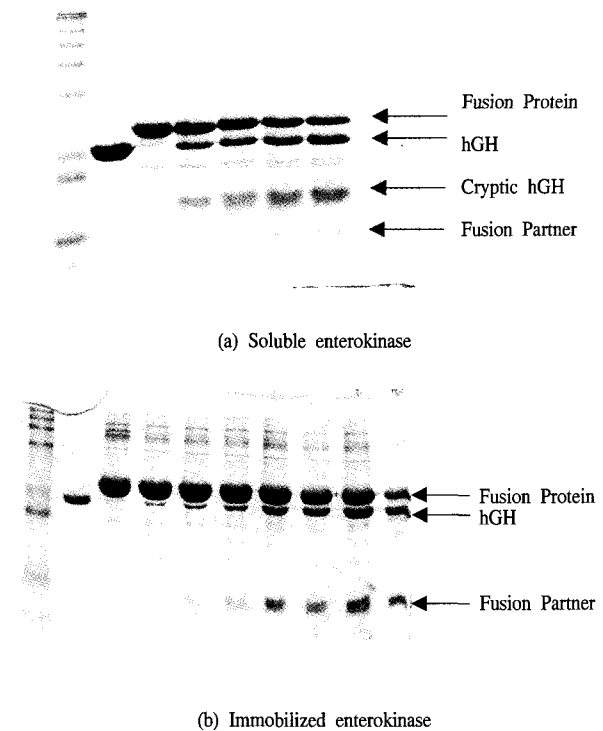 Fusion Protein
hGH
Cryptic hGH
Fusion Partner
(a) Soluble enterokinase
Fusion Protein
hGH
Fusion Partner
(b) Immobilized enterokinase